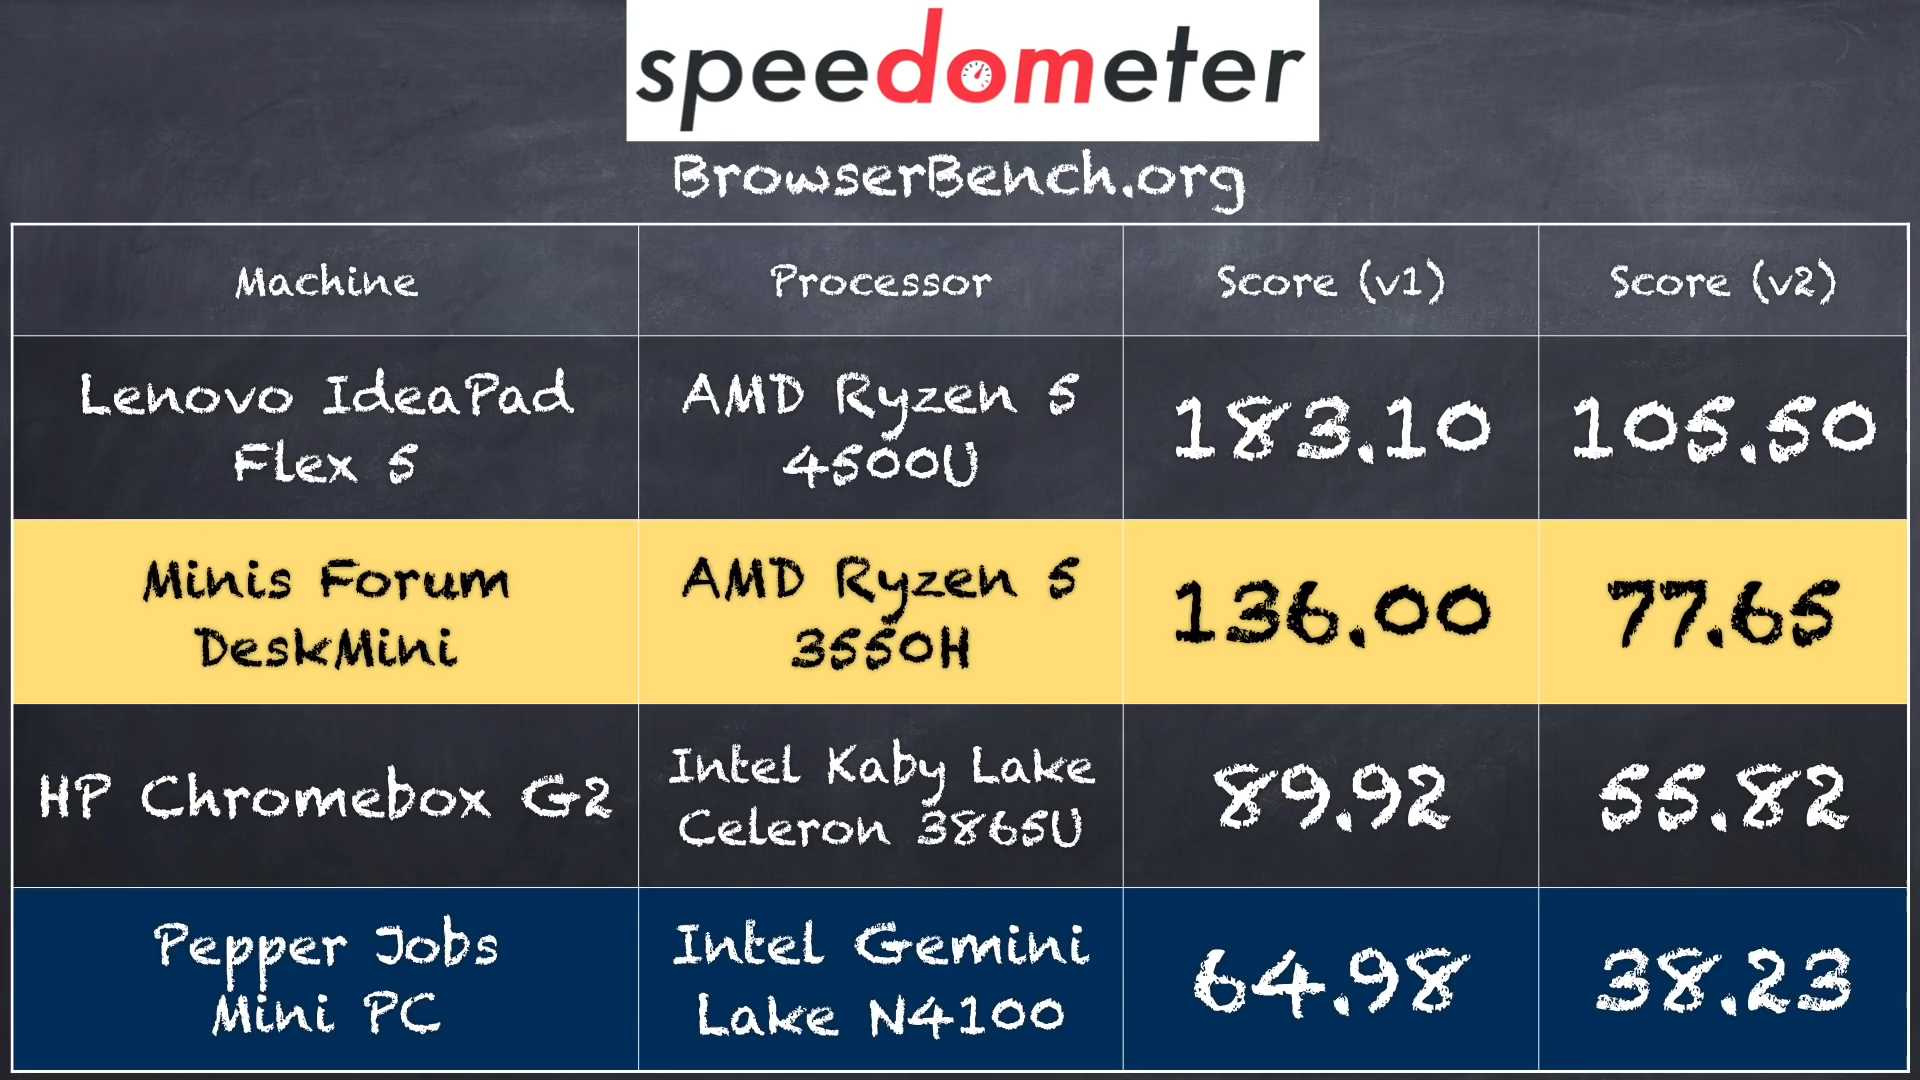 speedometer
BrowserBench.org
Machine Processor Score (v1) Score (v2)
Lenovo IdeaPad
Flex 5
AMD Ryzen 5
4500U
183.10
105.50
Minis Forum
DeskMini
AMD Ryzen 5
3550H
136.00
77.65
HP Chromebox G2
Intel Kaby Lake
Celeron 3865U
89.92
55.82
Pepper Jobs
Mini PC
Intel Gemini
Lake N4100
64.98
38.23